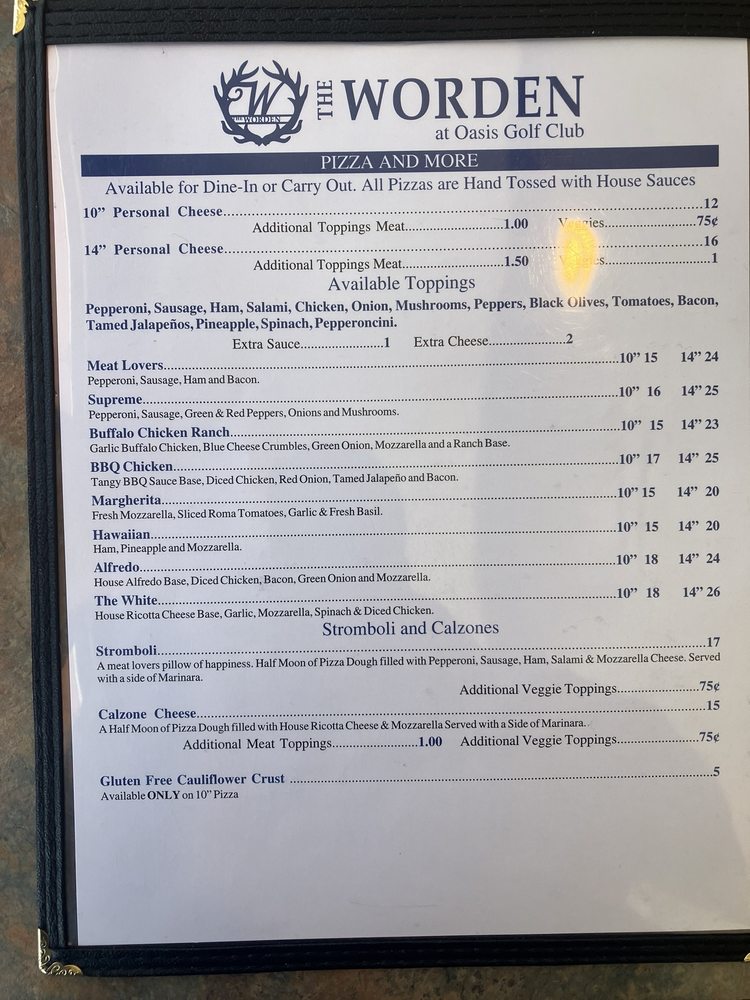 W
THE WORDEN
THE WORDEN
at Oasis Golf Club
PIZZA AND MORE
Available for Dine-In or Carry Out. All Pizzas are Hand Tossed with House Sauces
10” Personal Cheese 12
Additional Toppings Meat 1.00 Veggies 75¢
14” Personal Cheese 16
Additional Toppings Meat 1.50 Veggies 1
Available Toppings
Pepperoni, Sausage, Ham, Salami, Chicken, Onion, Mushrooms, Peppers, Black Olives, Tomatoes, Bacon,
Tamed Jalapeños, Pineapple, Spinach, Pepperoncini.
Extra Sauce 1 Extra Cheese 2
Meat Lovers 10” 15 14” 24
Pepperoni, Sausage, Ham and Bacon.
Supreme 10” 16 14” 25
Pepperoni, Sausage, Green & Red Peppers, Onions and Mushrooms.
Buffalo Chicken Ranch 10” 15 14” 23
Garlic Buffalo Chicken, Blue Cheese Crumbles, Green Onion, Mozzarella and a Ranch Base.
BBQ Chicken 10” 17 14” 25
Tangy BBQ Sauce Base, Diced Chicken, Red Onion, Tamed Jalapeño and Bacon.
Margherita 10” 15 14” 20
Fresh Mozzarella, Sliced Roma Tomatoes, Garlic & Fresh Basil.
Hawaiian 10” 15 14” 20
Ham, Pineapple and Mozzarella.
Alfredo 10” 18 14” 24
House Alfredo Base, Diced Chicken, Bacon, Green Onion and Mozzarella.
The White 10” 18 14” 26
House Ricotta Cheese Base, Garlic, Mozzarella, Spinach & Diced Chicken.
Stromboli and Calzones
Stromboli 17
A meat lovers pillow of happiness. Half Moon of Pizza Dough filled with Pepperoni, Sausage, Ham, Salami & Mozzarella Cheese. Served
with a side of Marinara.
Additional Veggie Toppings 75¢
Calzone Cheese 15
A Half Moon of Pizza Dough filled with House Ricotta Cheese & Mozzarella Served with a Side of Marinara.
Additional Meat Toppings 1.00 Additional Veggie Toppings 75¢
Gluten Free Cauliflower Crust 5
Available ONLY on 10” Pizza